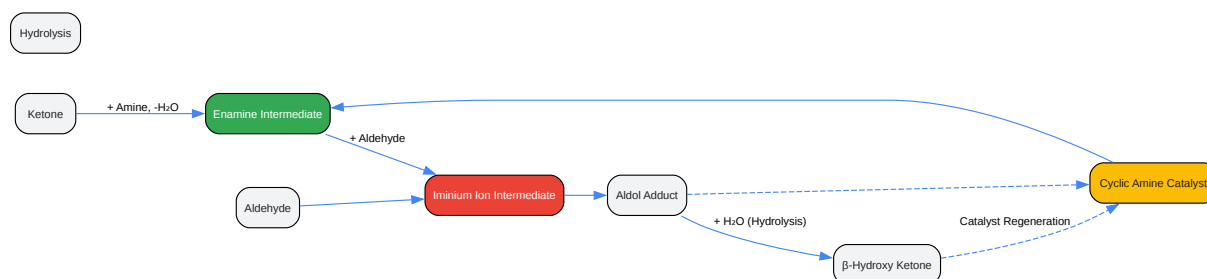 Hydrolysis
Ketone
+ Amine, -H₂O
Enamine Intermediate
+ Aldehyde
Aldehyde
Iminium Ion Intermediate
Aldol Adduct
+ H₂O (Hydrolysis)
β-Hydroxy Ketone
Catalyst Regeneration
Cyclic Amine Catalyst